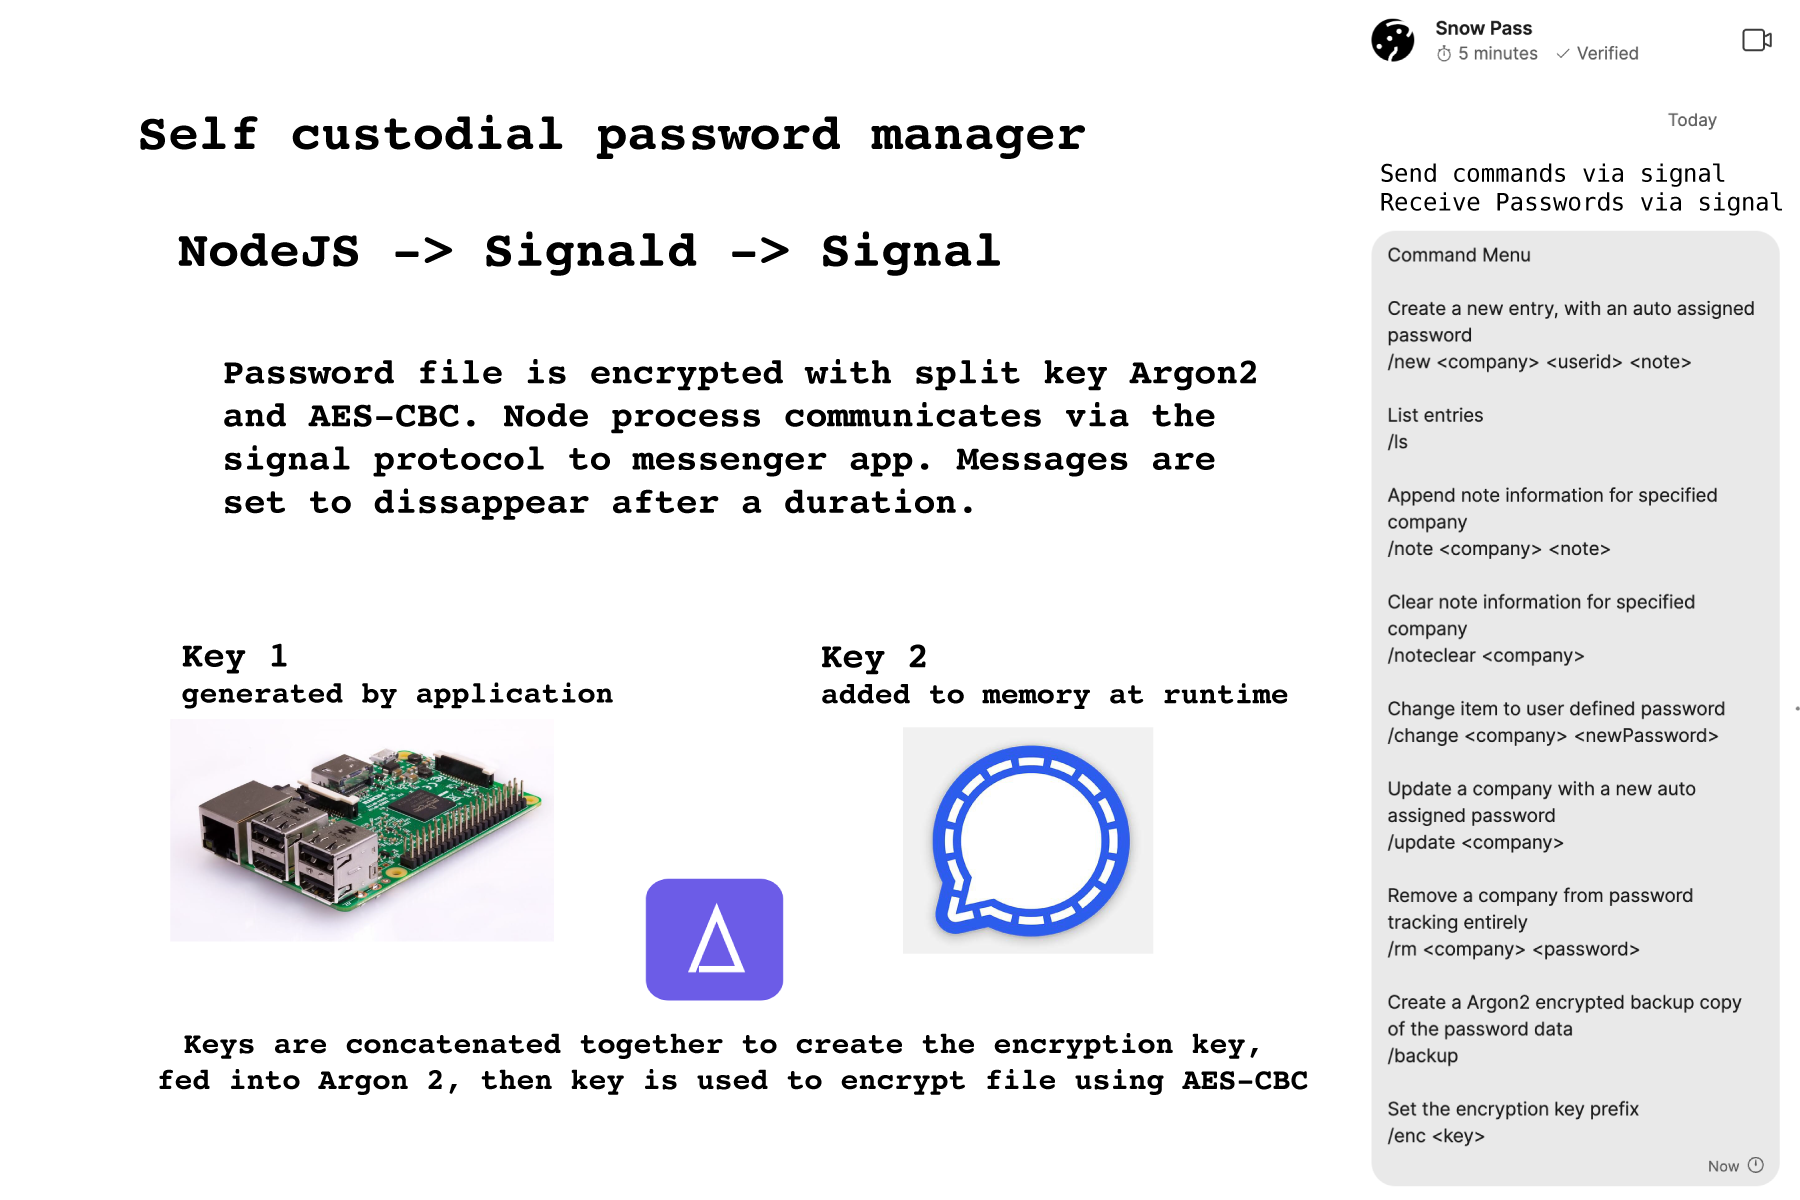 Self custodial password manager
NodeJS -> Signald -> Signal
Password file is encrypted with split key Argon2
and AES-CBC. Node process communicates via the
signal protocol to messenger app. Messages are
set to dissappear after a duration.
Key 1
generated by application
Key 2
added to memory at runtime
Keys are concatenated together to create the encryption key,
fed into Argon 2, then key is used to encrypt file using AES-CBC
Snow Pass
5 minutes ✓ Verified
Today
Send commands via signal
Receive Passwords via signal
Command Menu
Create a new entry, with an auto assigned
password
/new <company> <userid> <note>
List entries
/ls
Append note information for specified
company
/note <company> <note>
Clear note information for specified
company
/noteclear <company>
Change item to user defined password
/change <company> <newPassword>
Update a company with a new auto
assigned password
/update <company>
Remove a company from password
tracking entirely
/rm <company> <password>
Create a Argon2 encrypted backup copy
of the password data
/backup
Set the encryption key prefix
/enc <key>
Now